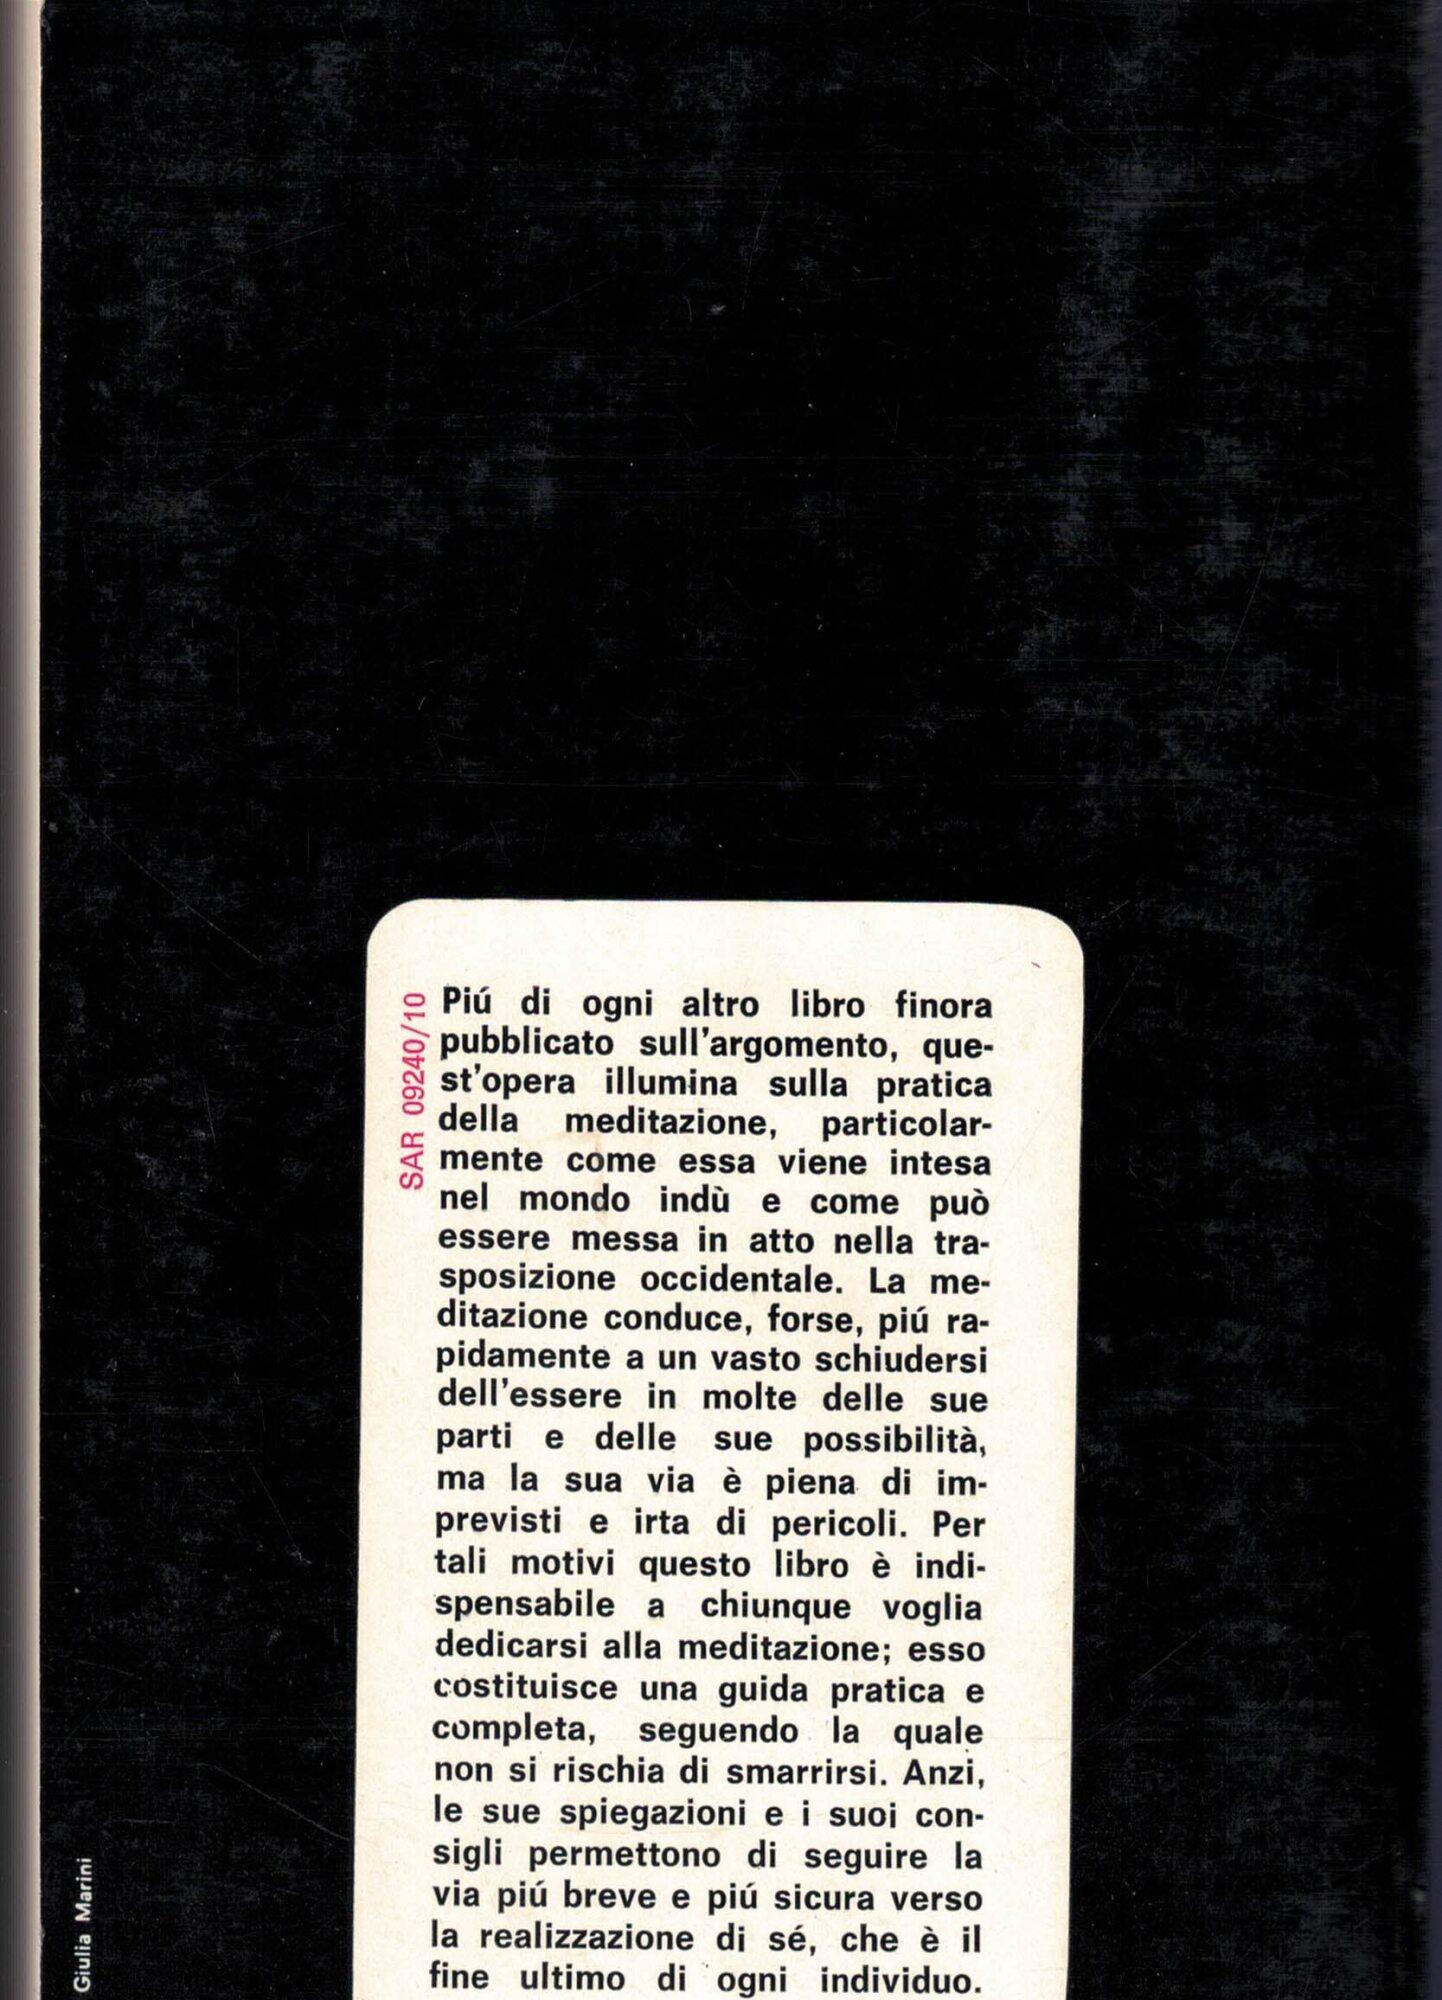 SAR 09240/10
Piú di ogni altro libro finora
pubblicato sull'argomento, que-
st'opera illumina sulla pratica
della meditazione, particolar-
mente come essa viene intesa
nel mondo indù e come può
essere messa in atto nella tra-
sposizione occidentale. La me-
ditazione conduce, forse, piú ra-
pidamente a un vasto schiudersi
dell'essere in molte delle sue
parti e delle sue possibilità,
ma la sua via è piena di im-
previsti e irta di pericoli. Per
tali motivi questo libro è indi-
spensabile a chiunque voglia
dedicarsi alla meditazione; esso
costituisce una guida pratica e
completa, seguendo la quale
non si rischia di smarrirsi. Anzi,
le sue spiegazioni e i suoi con-
sigli permettono di seguire la
via piú breve e piú sicura verso
la realizzazione di sé, che è il
fine ultimo di ogni individuo.
Giulia Marini